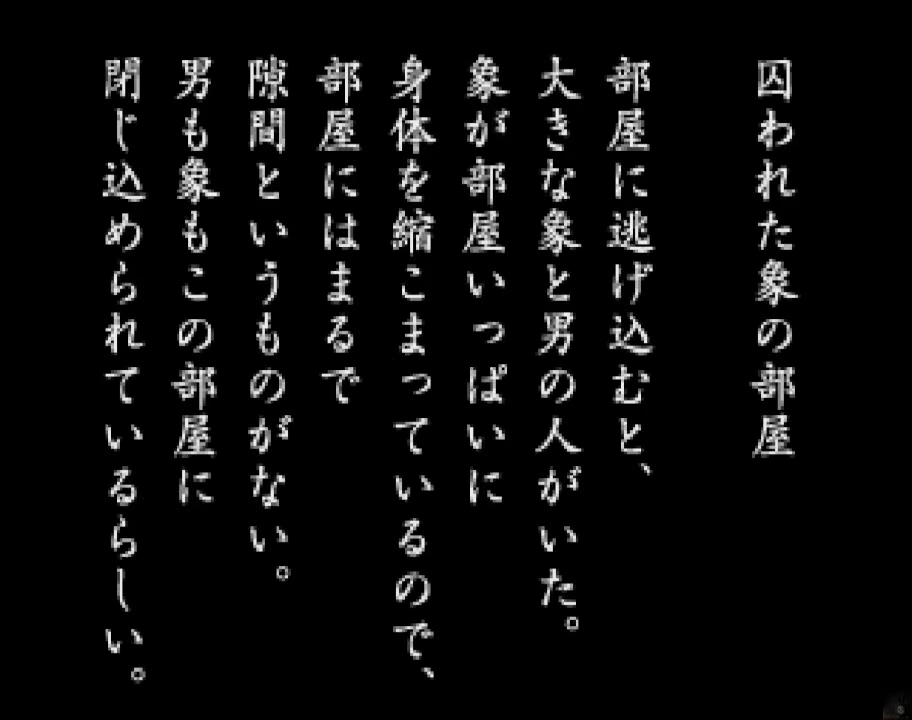 囚われた象の部屋
部屋に逃げ込むと、
大きな象と男の人がいた。
象が部屋いっぱいに
身体を縮こまっているので、
部屋にはまるで
隙間というものがない。
男も象もこの部屋に
閉じ込められているらしい。